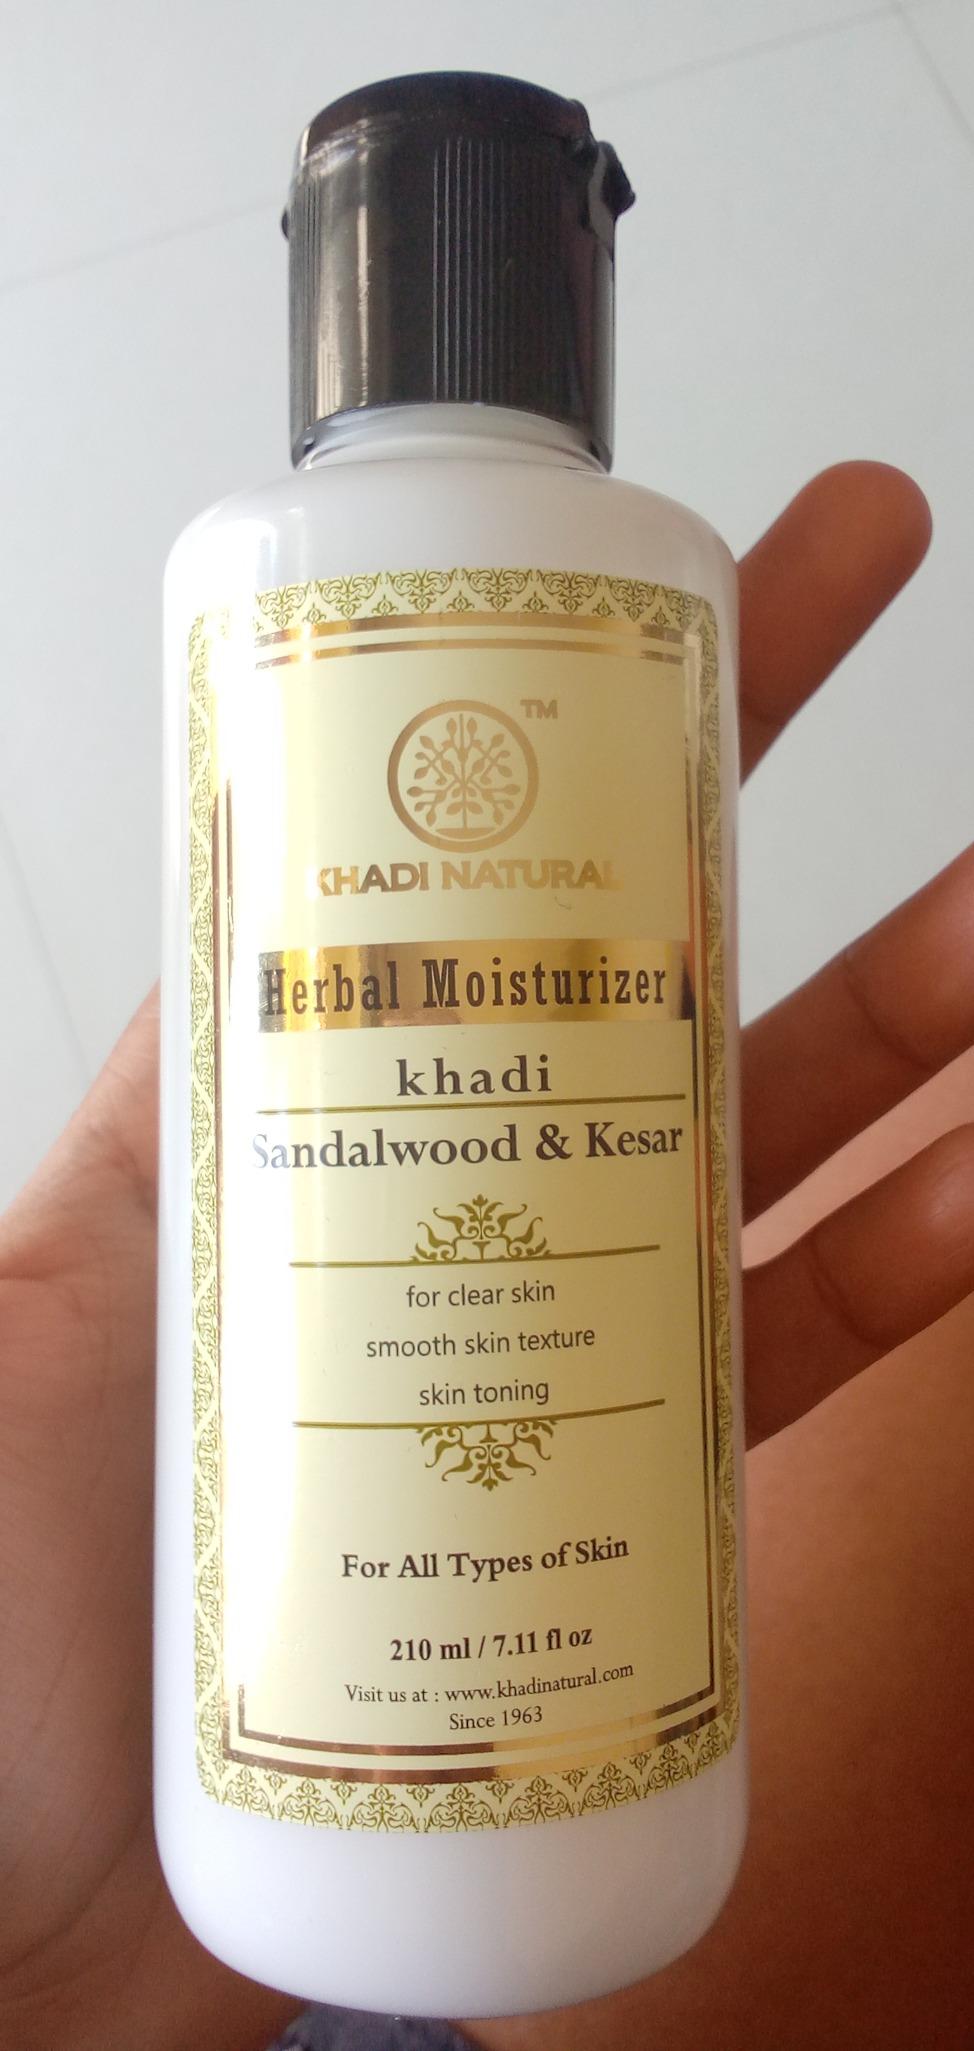 TM
KHADI NATURAL
Herbal Moisturizer
khadi
Sandalwood & Kesar
for clear skin
smooth skin texture
skin toning
For All Types of Skin
210 ml / 7.11 fl oz
Visit us at : www.khadinatural.com
Since 1963